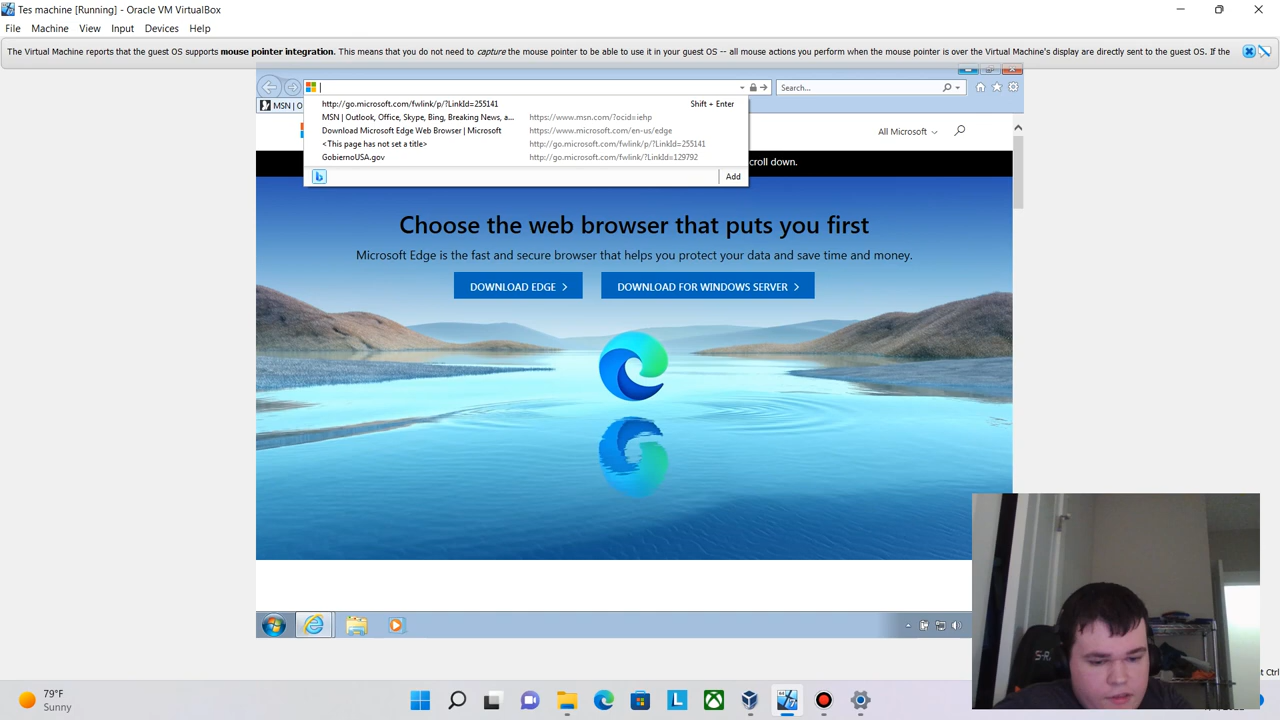 Tes machine [Running] - Oracle VM VirtualBox
File Machine View Input Devices Help
The Virtual Machine reports that the guest OS supports mouse pointer integration. This means that you do not need to capture the mouse pointer to be able to use it in your guest OS -- all mouse actions you perform when the mouse pointer is over the Virtual Machine's display are directly sent to the guest OS. If the
Search...
MSN | O
http://go.microsoft.com/fwlink/p/?LinkId=255141 Shift + Enter
MSN | Outlook, Office, Skype, Bing, Breaking News, a... https://www.msn.com/?ocid=iehp
Download Microsoft Edge Web Browser | Microsoft https://www.microsoft.com/en-us/edge
<This page has not set a title> http://go.microsoft.com/fwlink/p/?LinkId=255141
GobiernoUSA.gov http://go.microsoft.com/fwlink/?LinkId=129792
Add
All Microsoft
croll down.
Choose the web browser that puts you first
Microsoft Edge is the fast and secure browser that helps you protect your data and save time and money.
DOWNLOAD EDGE > DOWNLOAD FOR WINDOWS SERVER >
79°F
Sunny